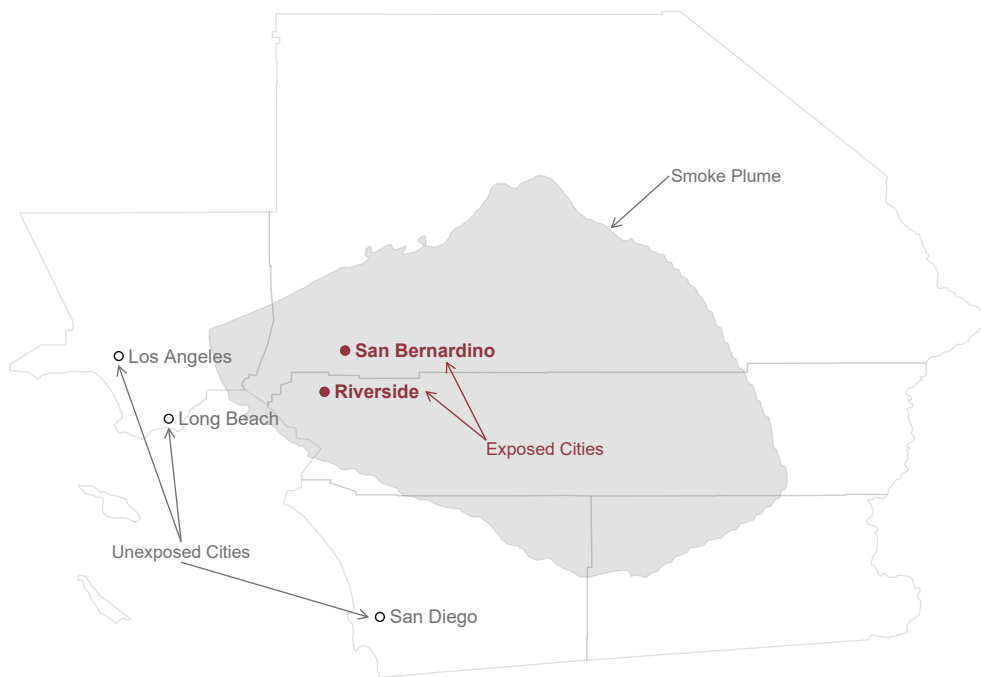 Smoke Plume
San Bernardino
Los Angeles
Riverside
Long Beach
Exposed Cities
Unexposed Cities
San Diego